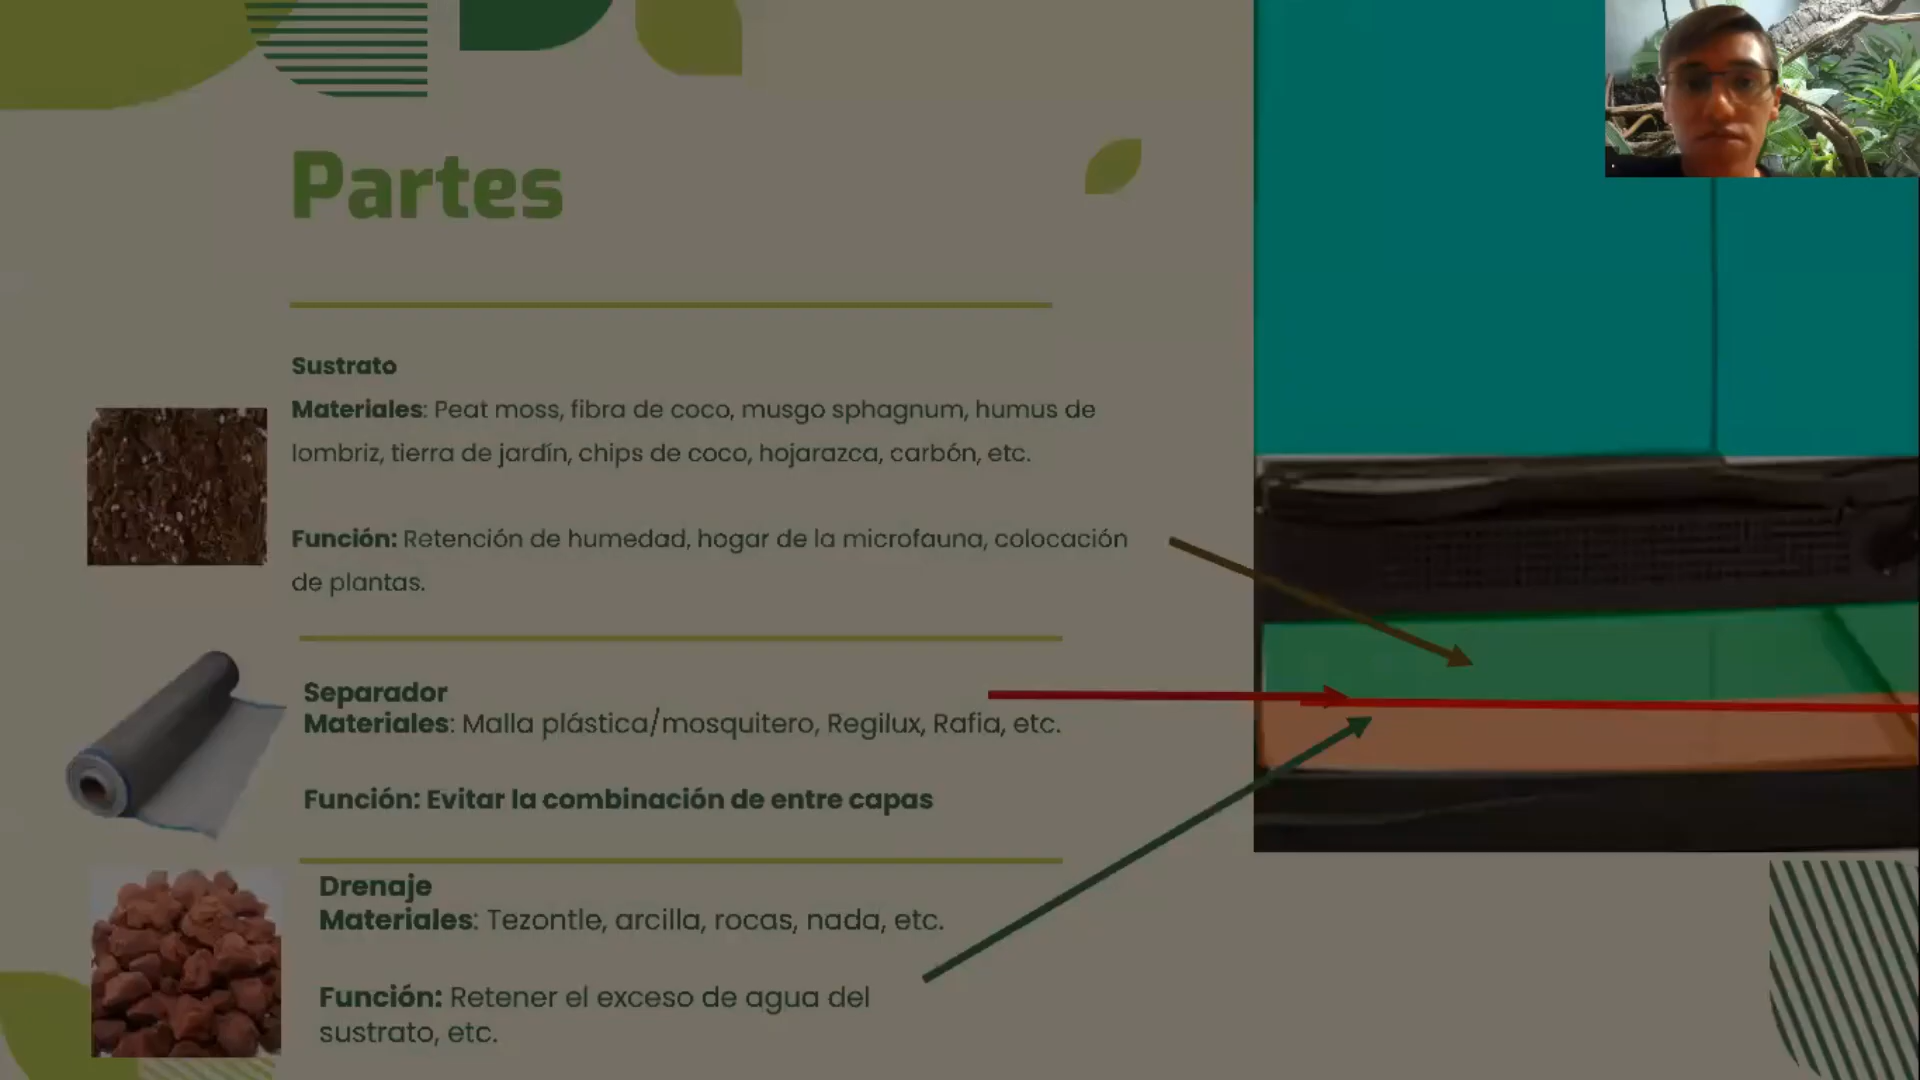 Partes
Sustrato
Materiales: Peat moss, fibra de coco, musgo sphagnum, humus de
lombriz, tierra de jardín, chips de coco, hojarazca, carbón, etc.
Función: Retención de humedad, hogar de la microfauna, colocación
de plantas.
Separador
Materiales: Malla plástica/mosquitero, Regilux, Rafia, etc.
Función: Evitar la combinación de entre capas
Drenaje
Materiales: Tezontle, arcilla, rocas, nada, etc.
Función: Retener el exceso de agua del
sustrato, etc.